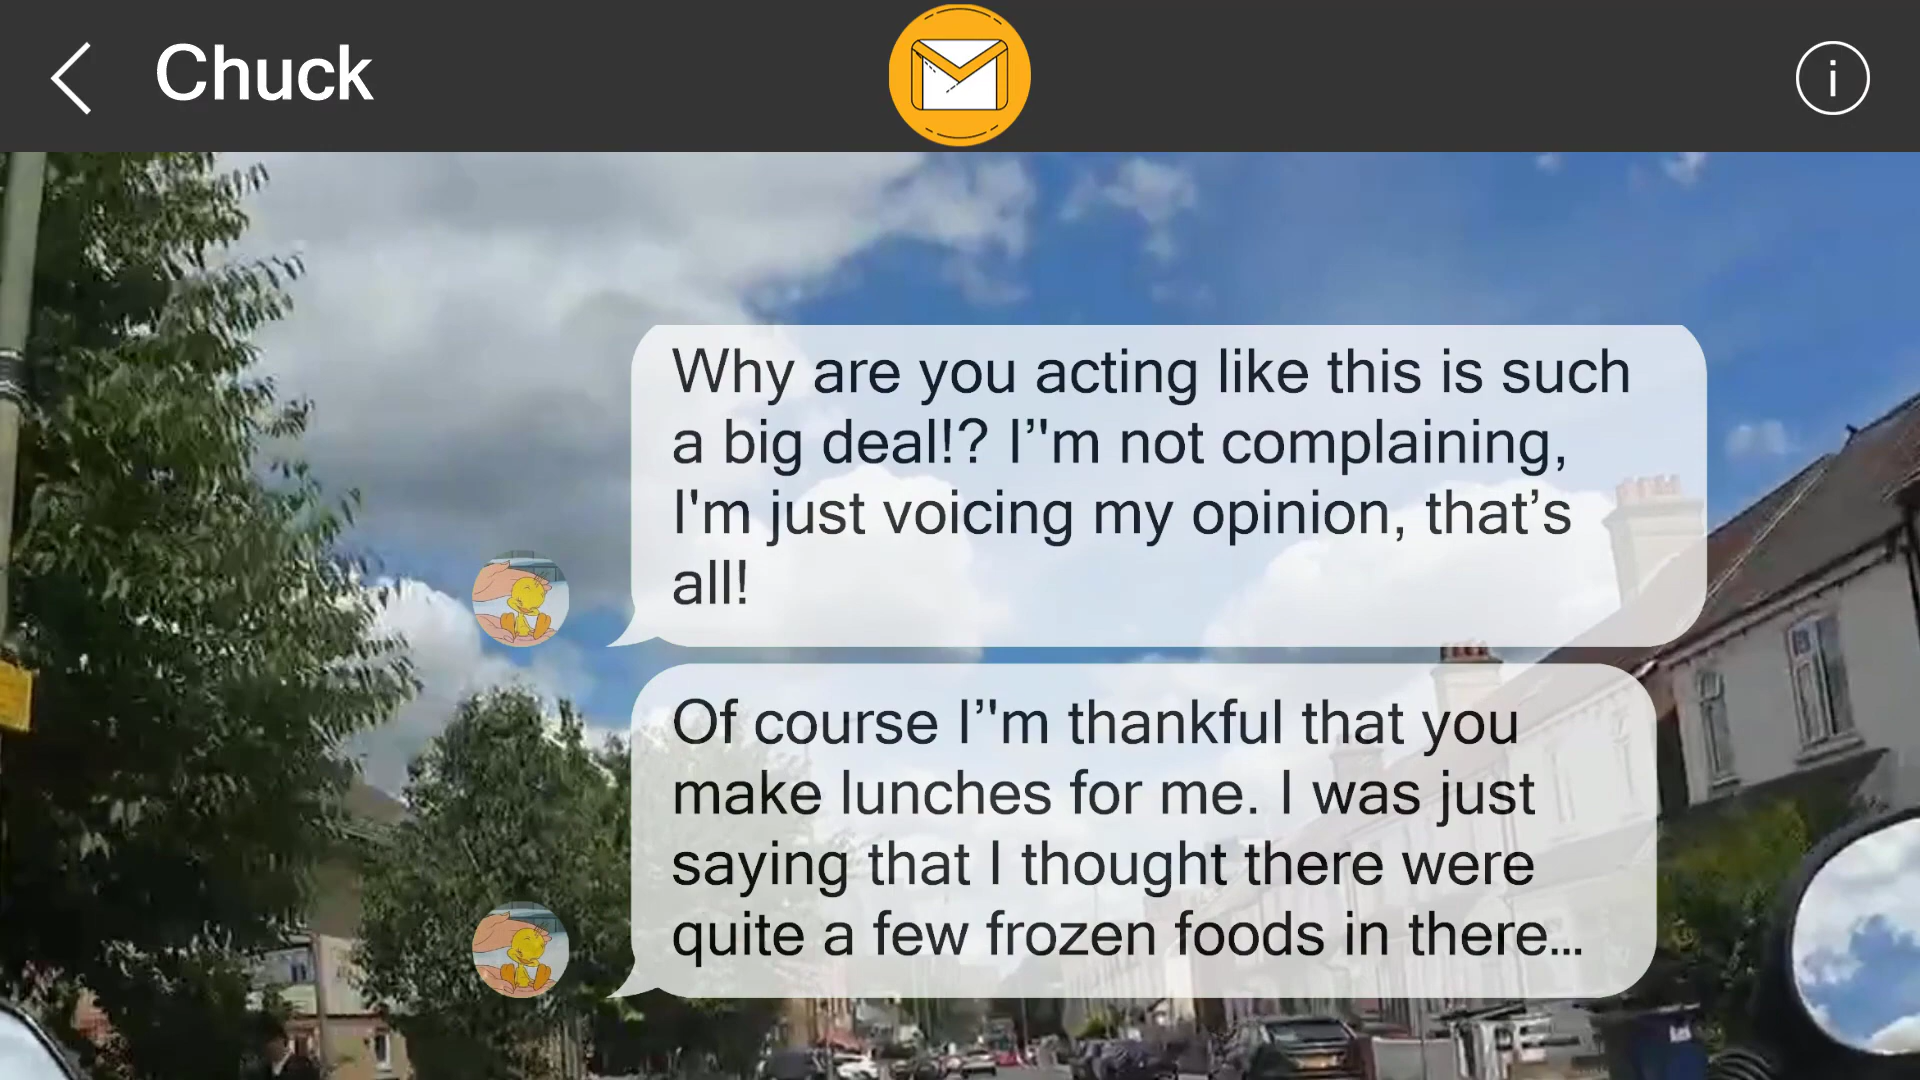 Chuck
i
Why are you acting like this is such
a big deal!? I’'m not complaining,
I'm just voicing my opinion, that’s
all!
Of course I’'m thankful that you
make lunches for me. I was just
saying that I thought there were
quite a few frozen foods in there...